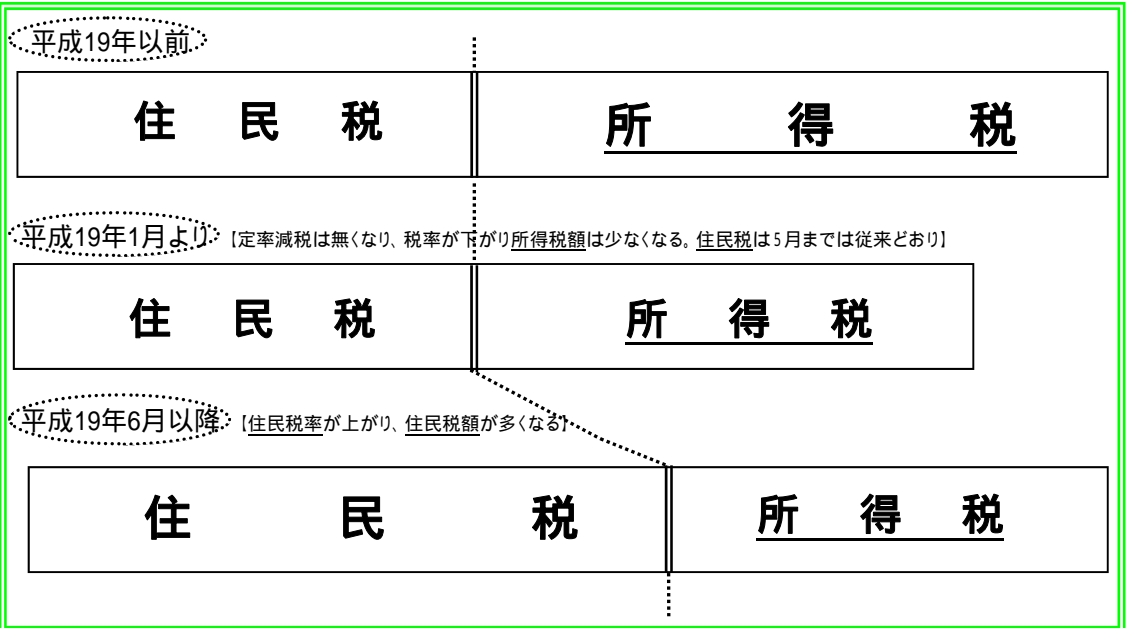 平成19年以前
住民税 所得税
平成19年1月より 【定率減税は無くなり、税率が下がり所得税額は少なくなる。住民税は5月までは従来どおり】
住民税 所得税
平成19年6月以降 【住民税率が上がり、住民税額が多くなる】
住民税 所得税